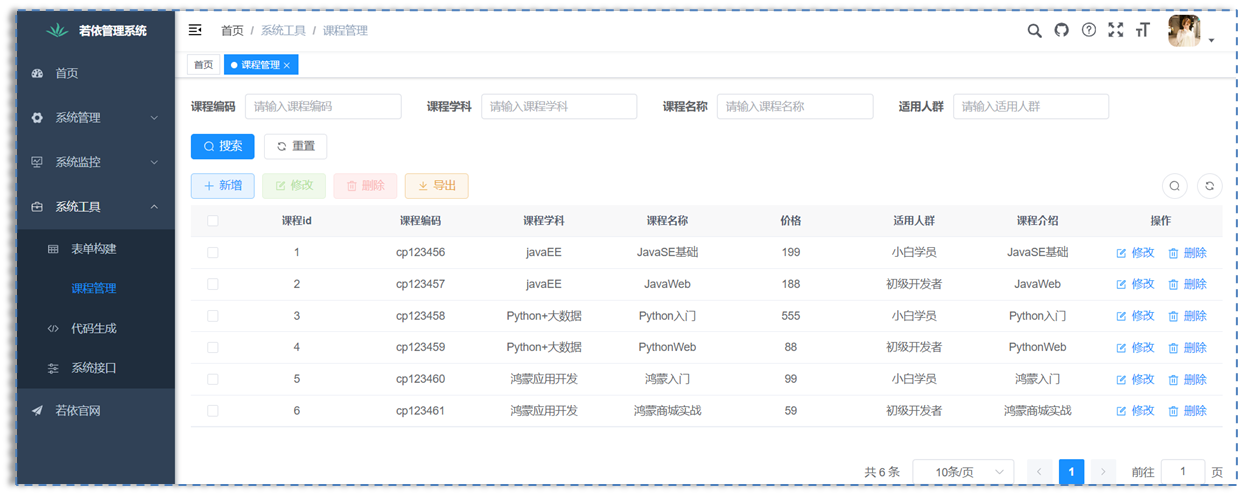 若依管理系统
首页 / 系统工具 / 课程管理
首页
系统管理
系统监控
系统工具
表单构建
课程管理
代码生成
系统接口
若依官网
首页 课程管理 ×
课程编码 请输入课程编码 课程学科 请输入课程学科 课程名称 请输入课程名称 适用人群 请输入适用人群
搜索 重置
+ 新增 修改 删除 导出
课程id 课程编码 课程学科 课程名称 价格 适用人群 课程介绍 操作
1 cp123456 javaEE JavaSE基础 199 小白学员 JavaSE基础 修改 删除
2 cp123457 javaEE JavaWeb 188 初级开发者 JavaWeb 修改 删除
3 cp123458 Python+大数据 Python入门 555 小白学员 Python入门 修改 删除
4 cp123459 Python+大数据 PythonWeb 88 初级开发者 PythonWeb 修改 删除
5 cp123460 鸿蒙应用开发 鸿蒙入门 99 小白学员 鸿蒙入门 修改 删除
6 cp123461 鸿蒙应用开发 鸿蒙商城实战 59 初级开发者 鸿蒙商城实战 修改 删除
共 6 条 10条/页 < 1 > 前往 1 页